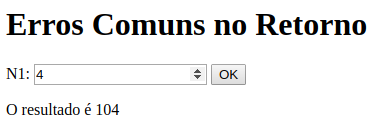 Erros Comuns no Retorno
N1: 4 OK
O resultado é 104